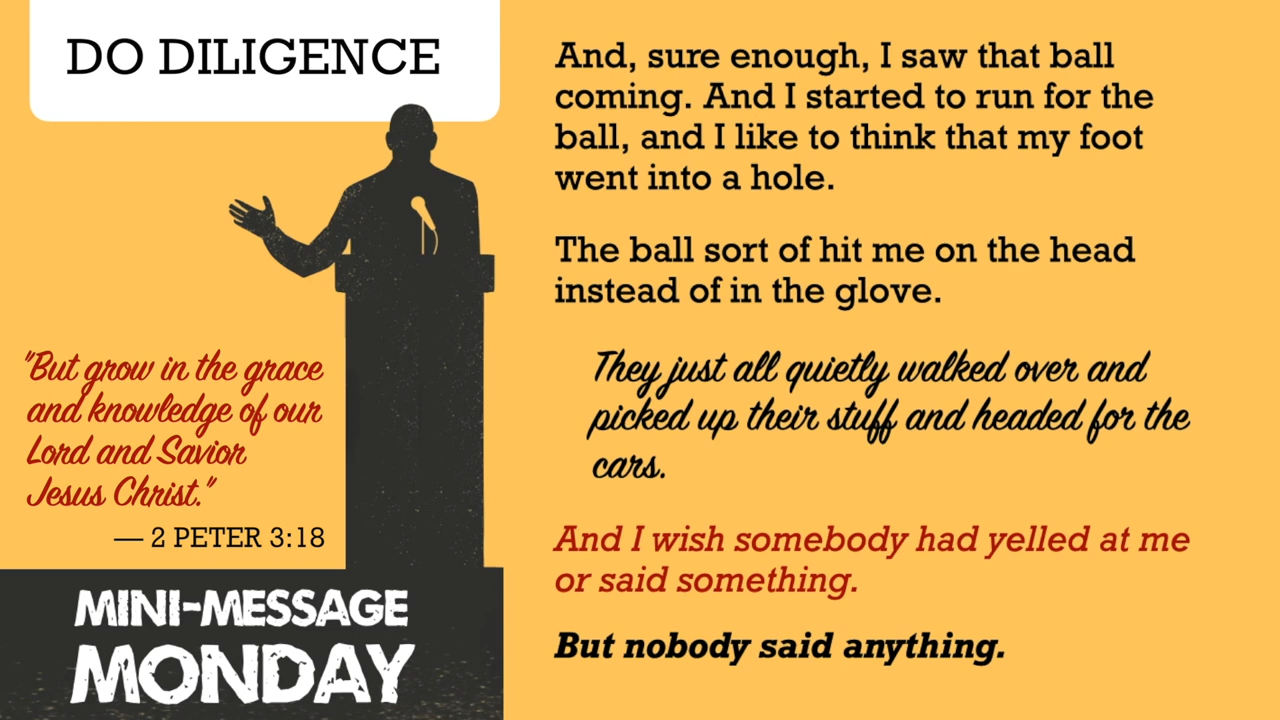 DO DILIGENCE
"But grow in the grace
and knowledge of our
Lord and Savior
Jesus Christ."
— 2 PETER 3:18
MINI-MESSAGE
MONDAY
And, sure enough, I saw that ball
coming. And I started to run for the
ball, and I like to think that my foot
went into a hole.
The ball sort of hit me on the head
instead of in the glove.
They just all quietly walked over and
picked up their stuff and headed for the
cars.
And I wish somebody had yelled at me
or said something.
But nobody said anything.